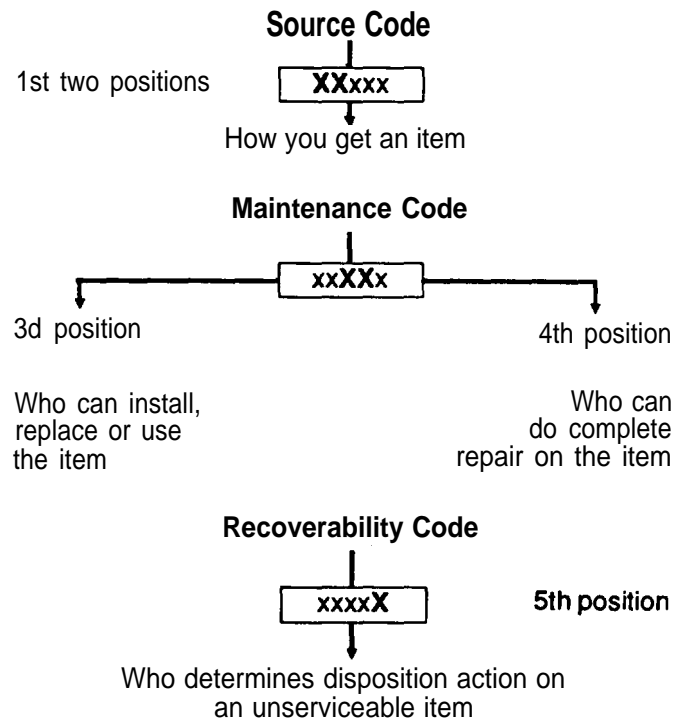 Source Code
1st two positions
XXxxx
How you get an item
Maintenance Code
xxXXx
3d position
4th position
Who can install,
replace or use
the item
Who can
do complete
repair on the item
Recoverability Code
xxxxX
5th position
Who determines disposition action on
an unserviceable item